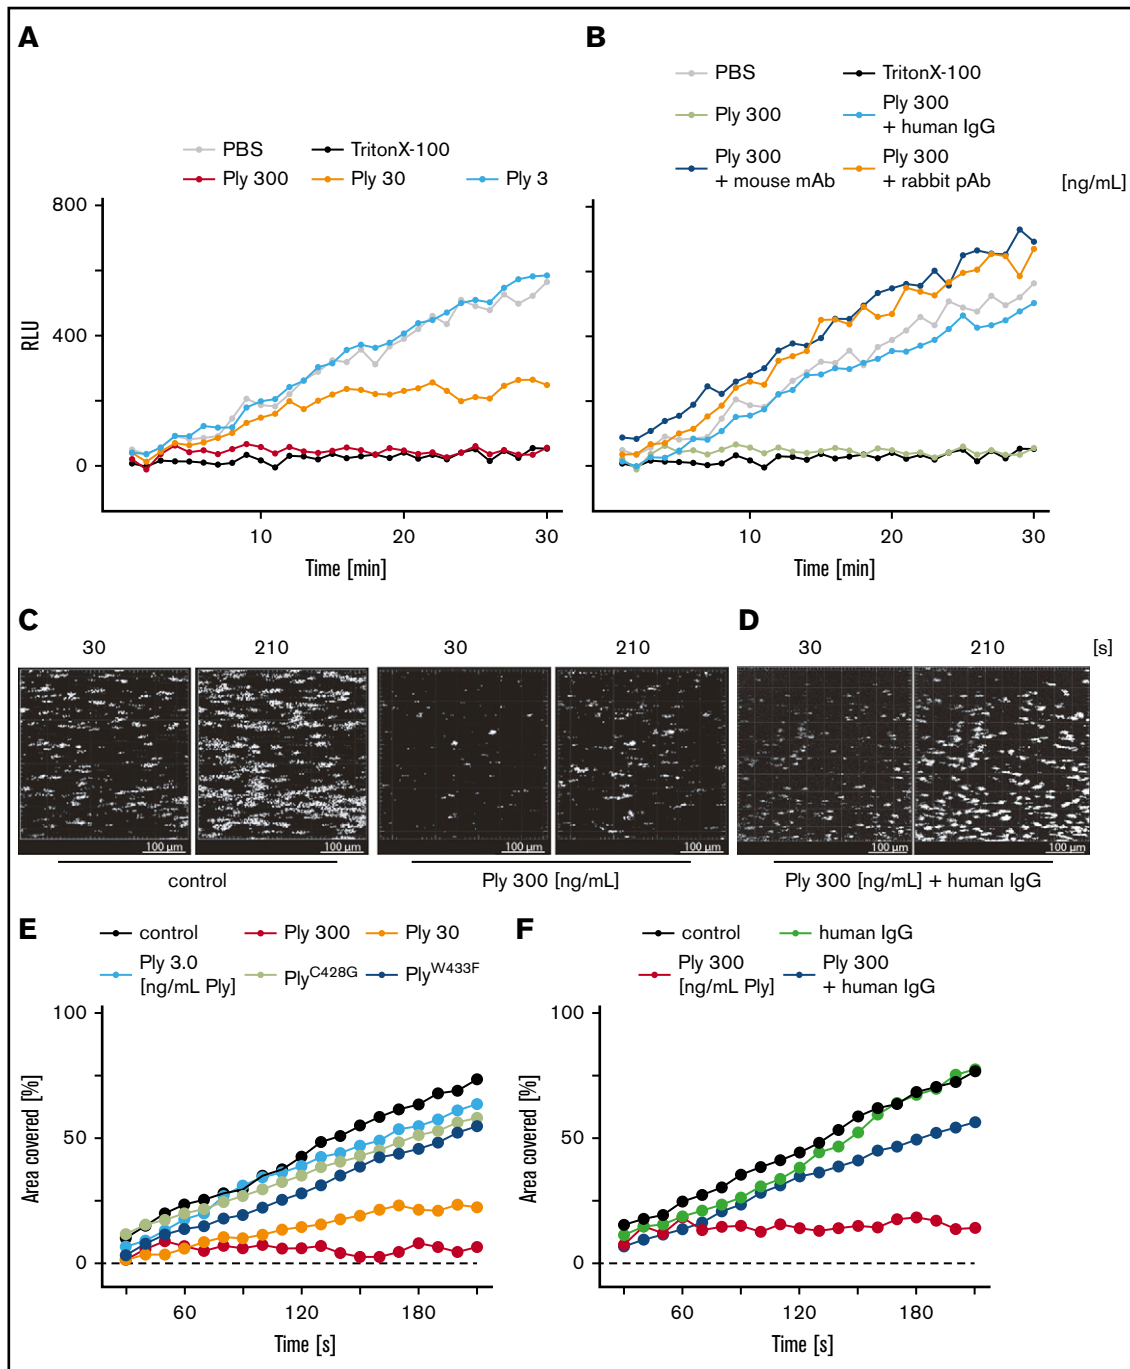 A
B
PBS
TritonX-100
Ply 300
Ply 30
Ply 3
PBS
TritonX-100
Ply 300
Ply 300
+ human IgG
Ply 300
+ mouse mAb
Ply 300
+ rabbit pAb
[ng/mL]
RLU
800
400
0
10
20
30
Time [min]
10
20
30
Time [min]
C
D
30
210
30
210
30
210
[s]
100 µm
100 µm
100 µm
100 µm
100 µm
100 µm
control
Ply 300 [ng/mL]
Ply 300 [ng/mL] + human IgG
E
F
control
Ply 300
Ply 30
Ply 3.0
[ng/mL Ply]
Ply^C428G
Ply^W433F
control
human IgG
Ply 300
[ng/mL Ply]
Ply 300
+ human IgG
Area covered [%]
100
50
0
60
120
180
Time [s]
Area covered [%]
100
50
0
60
120
180
Time [s]